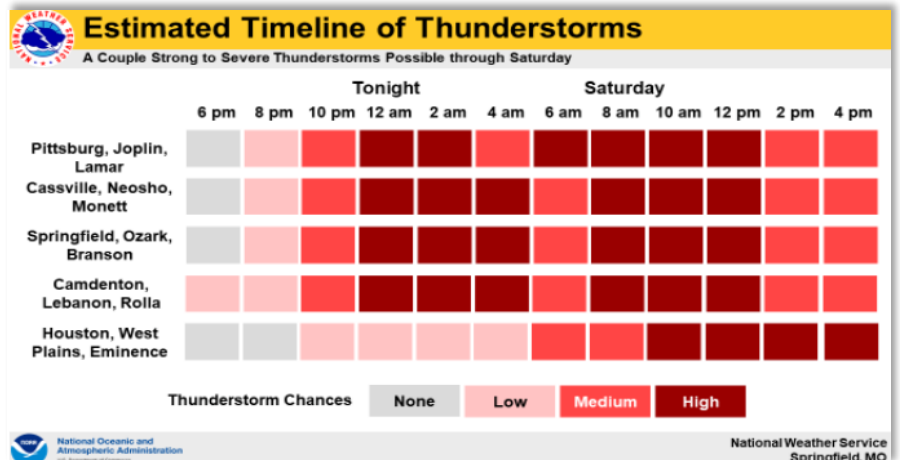 Estimated Timeline of Thunderstorms
A Couple Strong to Severe Thunderstorms Possible through Saturday
Tonight Saturday
6 pm 8 pm 10 pm 12 am 2 am 4 am 6 am 8 am 10 am 12 pm 2 pm 4 pm
Pittsburg, Joplin,
Lamar
Cassville, Neosho,
Monett
Springfield, Ozark,
Branson
Camdenton,
Lebanon, Rolla
Houston, West
Plains, Eminence
Thunderstorm Chances None Low Medium High
National Oceanic and
Atmospheric Administration
National Weather Service
Springfield, MO